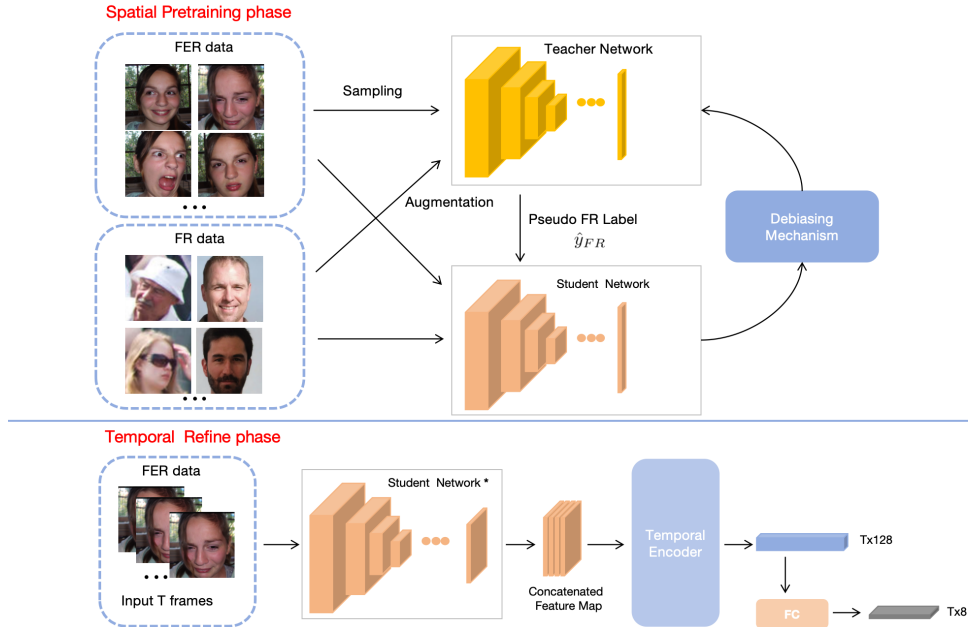 Spatial Pretraining phase
FER data
Teacher Network
Sampling
Augmentation
Pseudo FR Label
ŷ_FR
Debiasing
Mechanism
FR data
Student Network
Temporal Refine phase
FER data
Student Network *
Temporal
Encoder
Tx128
Concatenated
Feature Map
Input T frames
FC
Tx8